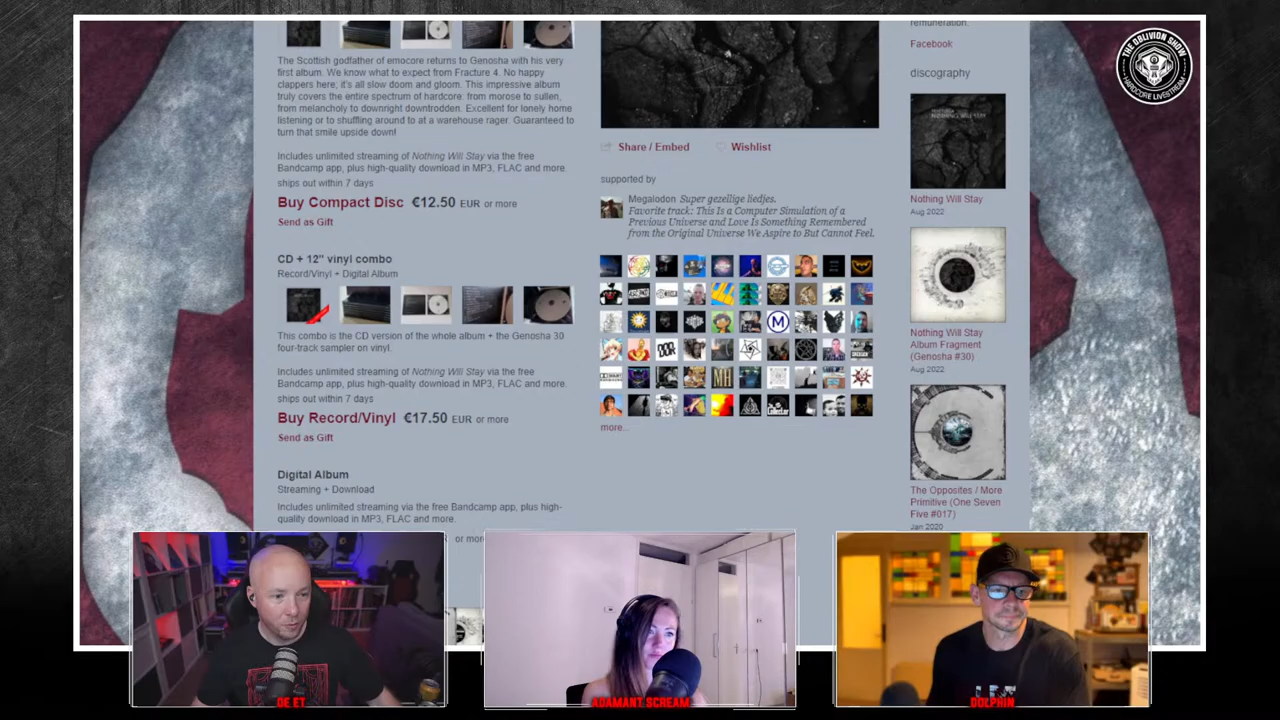 The Scottish godfather of emocore returns to Genosha with his very
first album. We know what to expect from Fracture 4. No happy
clappers here; it's all slow doom and gloom. This impressive album
truly covers the entire spectrum of hardcore: from morose to sullen,
from melancholy to downright downtrodden. Excellent for lonely home
listening or to shuffling around to at a warehouse rager. Guaranteed to
turn that smile upside down!
Includes unlimited streaming of Nothing Will Stay via the free
Bandcamp app, plus high-quality download in MP3, FLAC and more.
ships out within 7 days
Buy Compact Disc €12.50 EUR or more
Send as Gift
CD + 12" vinyl combo
Record/Vinyl + Digital Album
This combo is the CD version of the whole album + the Genosha 30
four-track sampler on vinyl.
Includes unlimited streaming of Nothing Will Stay via the free
Bandcamp app, plus high-quality download in MP3, FLAC and more.
ships out within 7 days
Buy Record/Vinyl €17.50 EUR or more
Send as Gift
Digital Album
Streaming + Download
Includes unlimited streaming via the free Bandcamp app, plus high-
quality download in MP3, FLAC and more.
or more
Share / Embed
Wishlist
supported by
Megalodon Super gezellige liedjes.
Favorite track: This Is a Computer Simulation of a
Previous Universe and Love Is Something Remembered
from the Original Universe We Aspire to But Cannot Feel.
more...
remuneration.
Facebook
discography
Nothing Will Stay
Aug 2022
Nothing Will Stay
Album Fragment
(Genosha #30)
Aug 2022
The Opposites / More
Primitive (One Seven
Five #017)
Jan 2020
THE OBLIVION SHOW
HARDCORE LIVESTREAM
DE ET
ADAMANT SCREAM
DOLPHIN